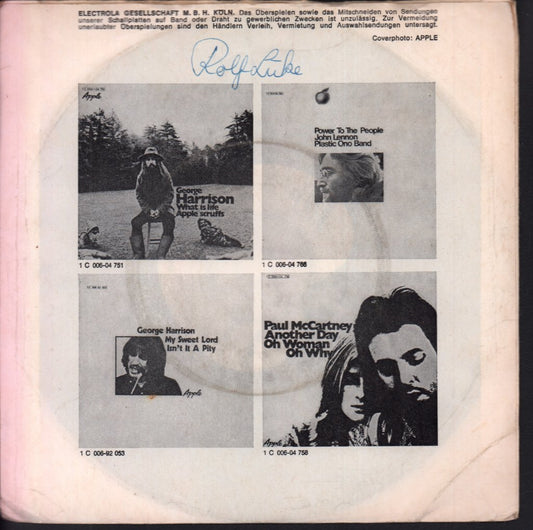 ELECTROLA GESELLSCHAFT M. B. H. KÖLN. Das Überspielen sowie das Mitschneiden von Sendungen
unserer Schallplatten auf Band oder Draht zu gewerblichen Zwecken ist unzulässig. Zur Vermeidung
unerlaubter Überspielungen sind den Händlern Verleih, Vermietung und Auswahlsendungen untersagt.
Coverphoto: APPLE
Rolf Lüke
Apple
George
Harrison
What is life
Apple scruffs
1 C 006-04 751
Power To The People
John Lennon
Plastic Ono Band
1 C 006-04 766
George Harrison
My Sweet Lord
Isn't It A Pity
Apple
1 C 006-92 053
Paul McCartney
Another Day
Oh Woman
Oh Why
Apple
1 C 006-04 758